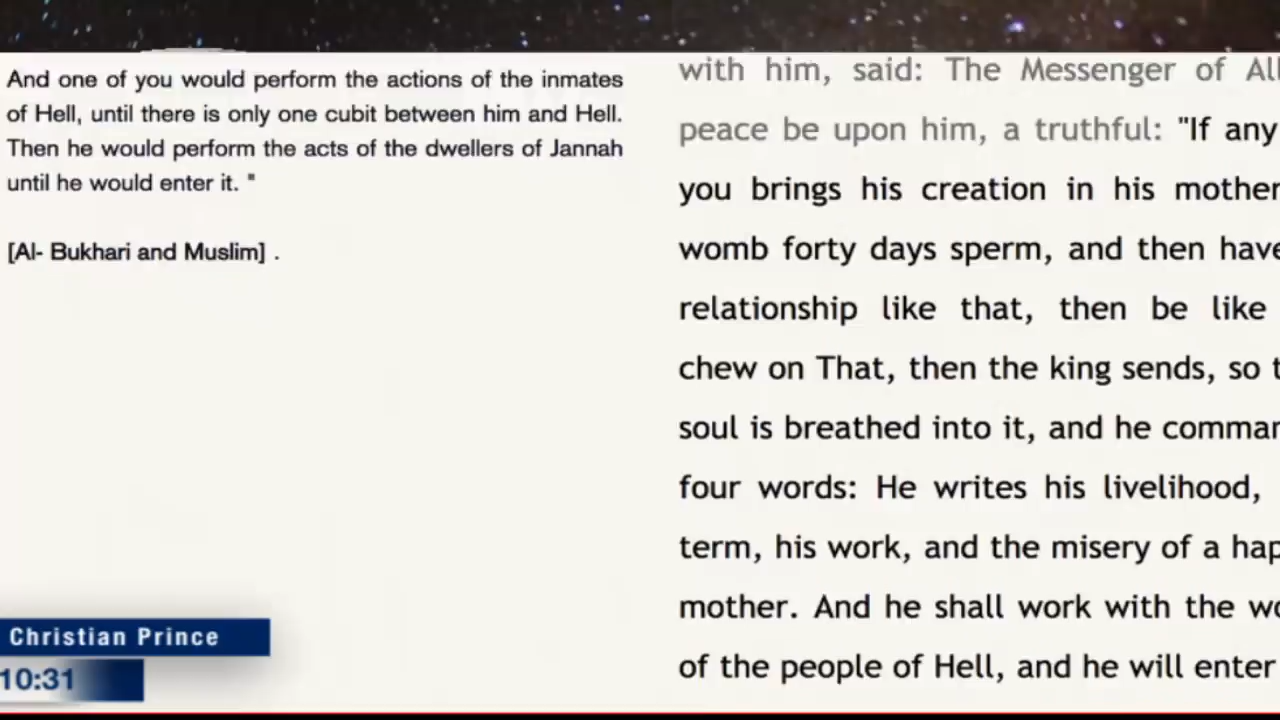 And one of you would perform the actions of the inmates
of Hell, until there is only one cubit between him and Hell.
Then he would perform the acts of the dwellers of Jannah
until he would enter it. "
[Al- Bukhari and Muslim] .
with him, said: The Messenger of All
peace be upon him, a truthful: "If any
you brings his creation in his mother
womb forty days sperm, and then have
relationship like that, then be like
chew on That, then the king sends, so t
soul is breathed into it, and he comman
four words: He writes his livelihood,
term, his work, and the misery of a hap
mother. And he shall work with the wo
of the people of Hell, and he will enter
Christian Prince
10:31